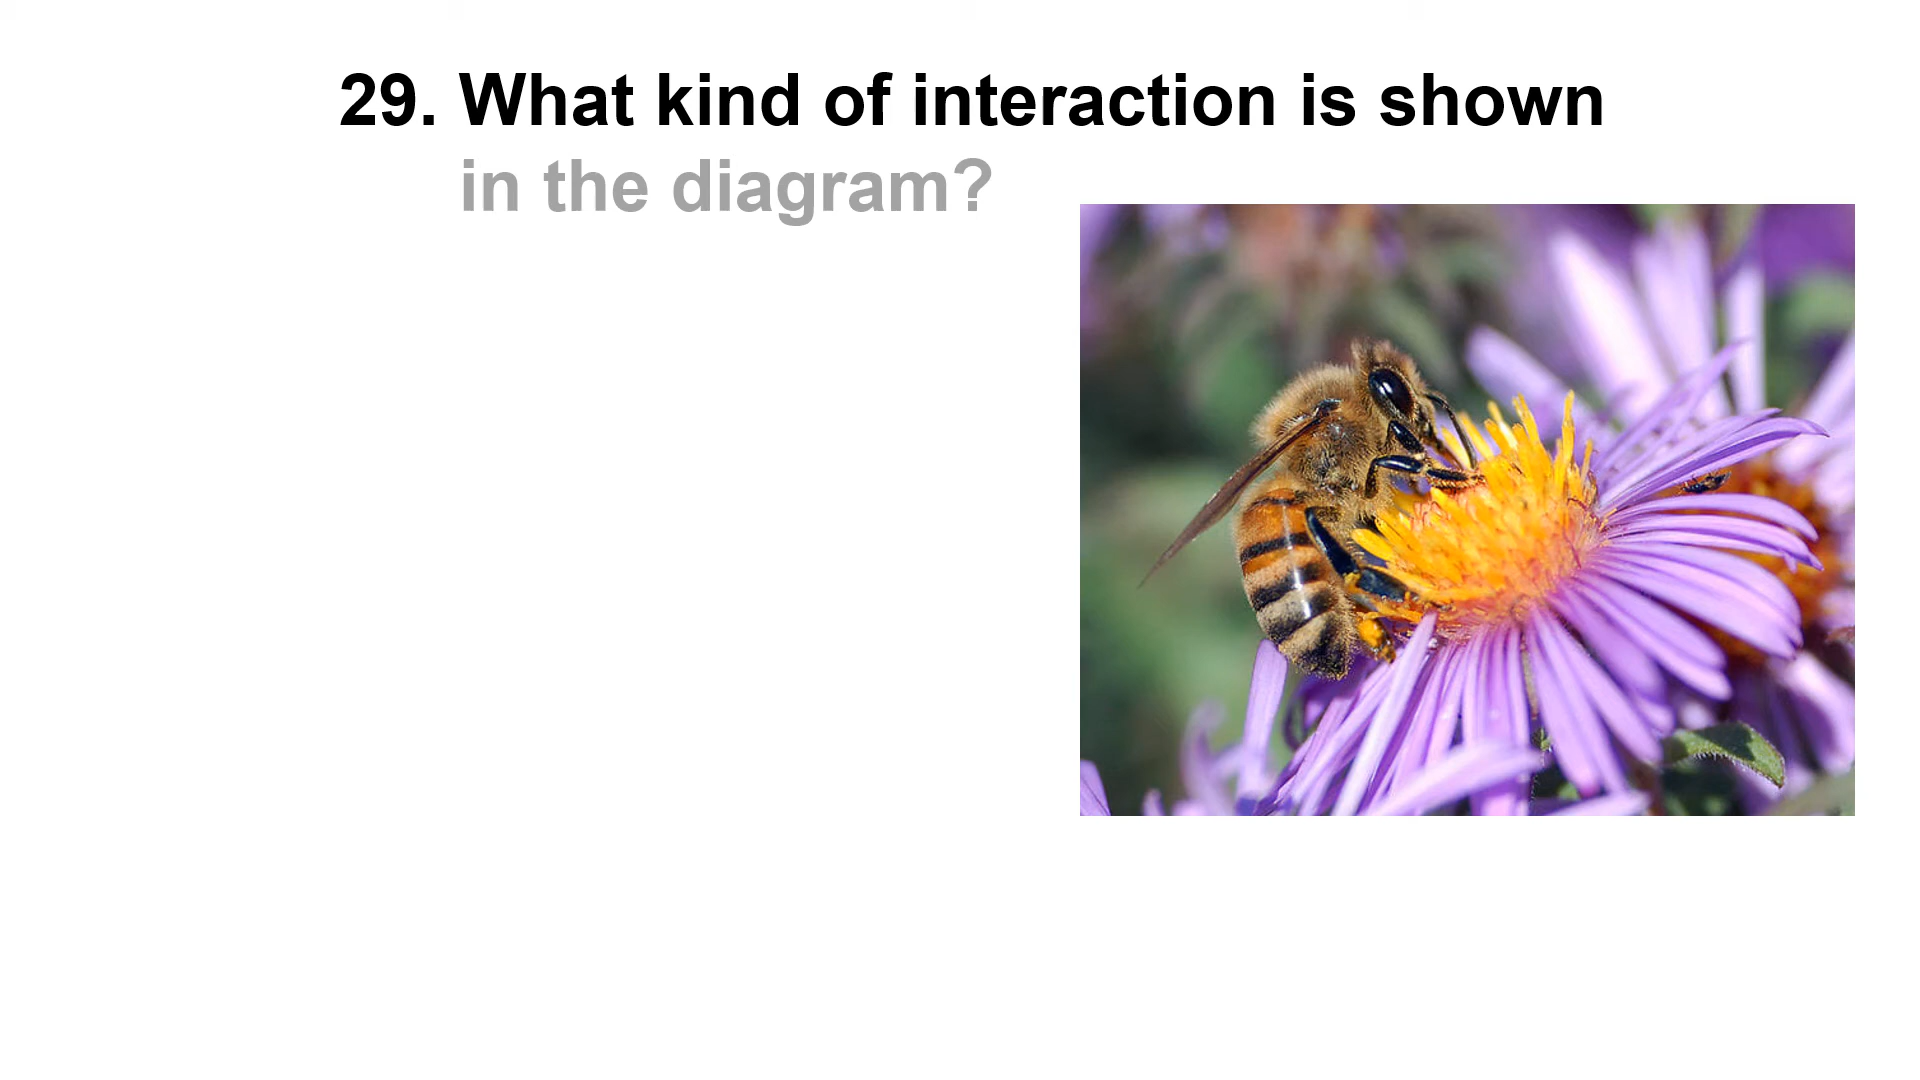 29. What kind of interaction is shown
in the diagram?